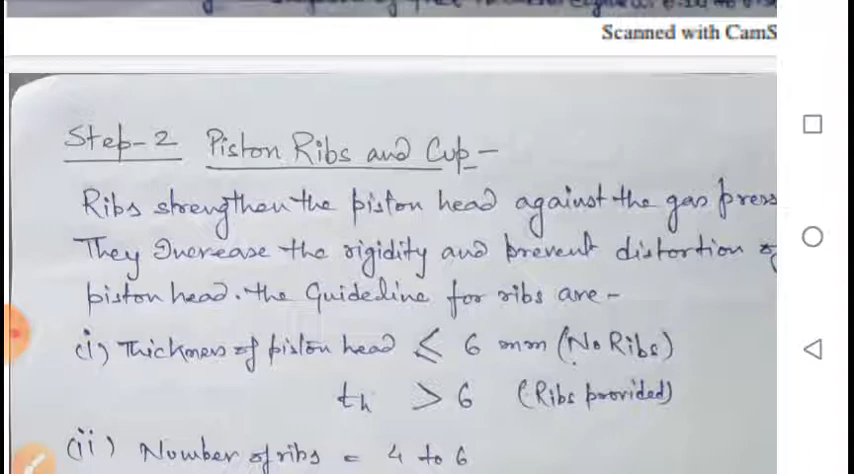 Scanned with CamS
Step-2 Piston Ribs and Cup-
Ribs strengthen the piston head against the gas press
They Increase the rigidity and prevent distortion of
piston head. The Guideline for ribs are -
(i) Thickness of piston head ≤ 6 mm (No Ribs)
th > 6 (Ribs provided)
(ii) Number of ribs = 4 to 6